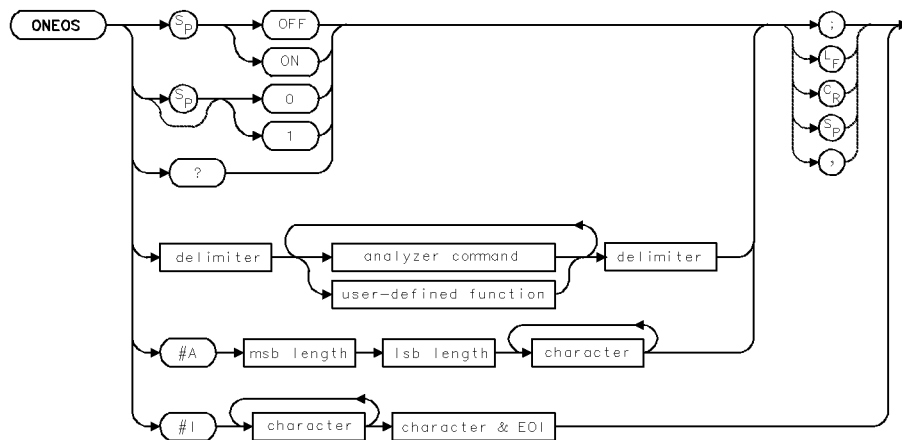 ONEOS SP OFF ;
ON LF
SP 0 CR
1 SP
? ,
delimiter analyzer command delimiter
user-defined function
#A msb length lsb length character
#I character character & EOI